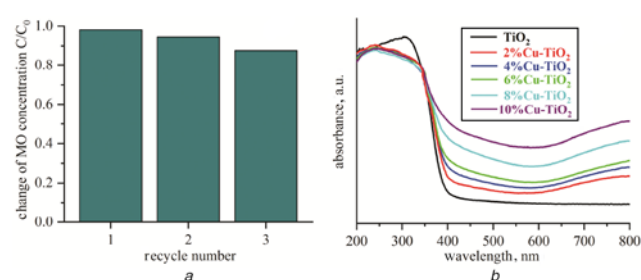 change of MO concentration C/C0
1.0
0.8
0.6
0.4
0.2
0.0
1 2 3
recycle number
a
absorbance, a.u.
TiO2
2%Cu-TiO2
4%Cu-TiO2
6%Cu-TiO2
8%Cu-TiO2
10%Cu-TiO2
200 300 400 500 600 700 800
wavelength, nm
b